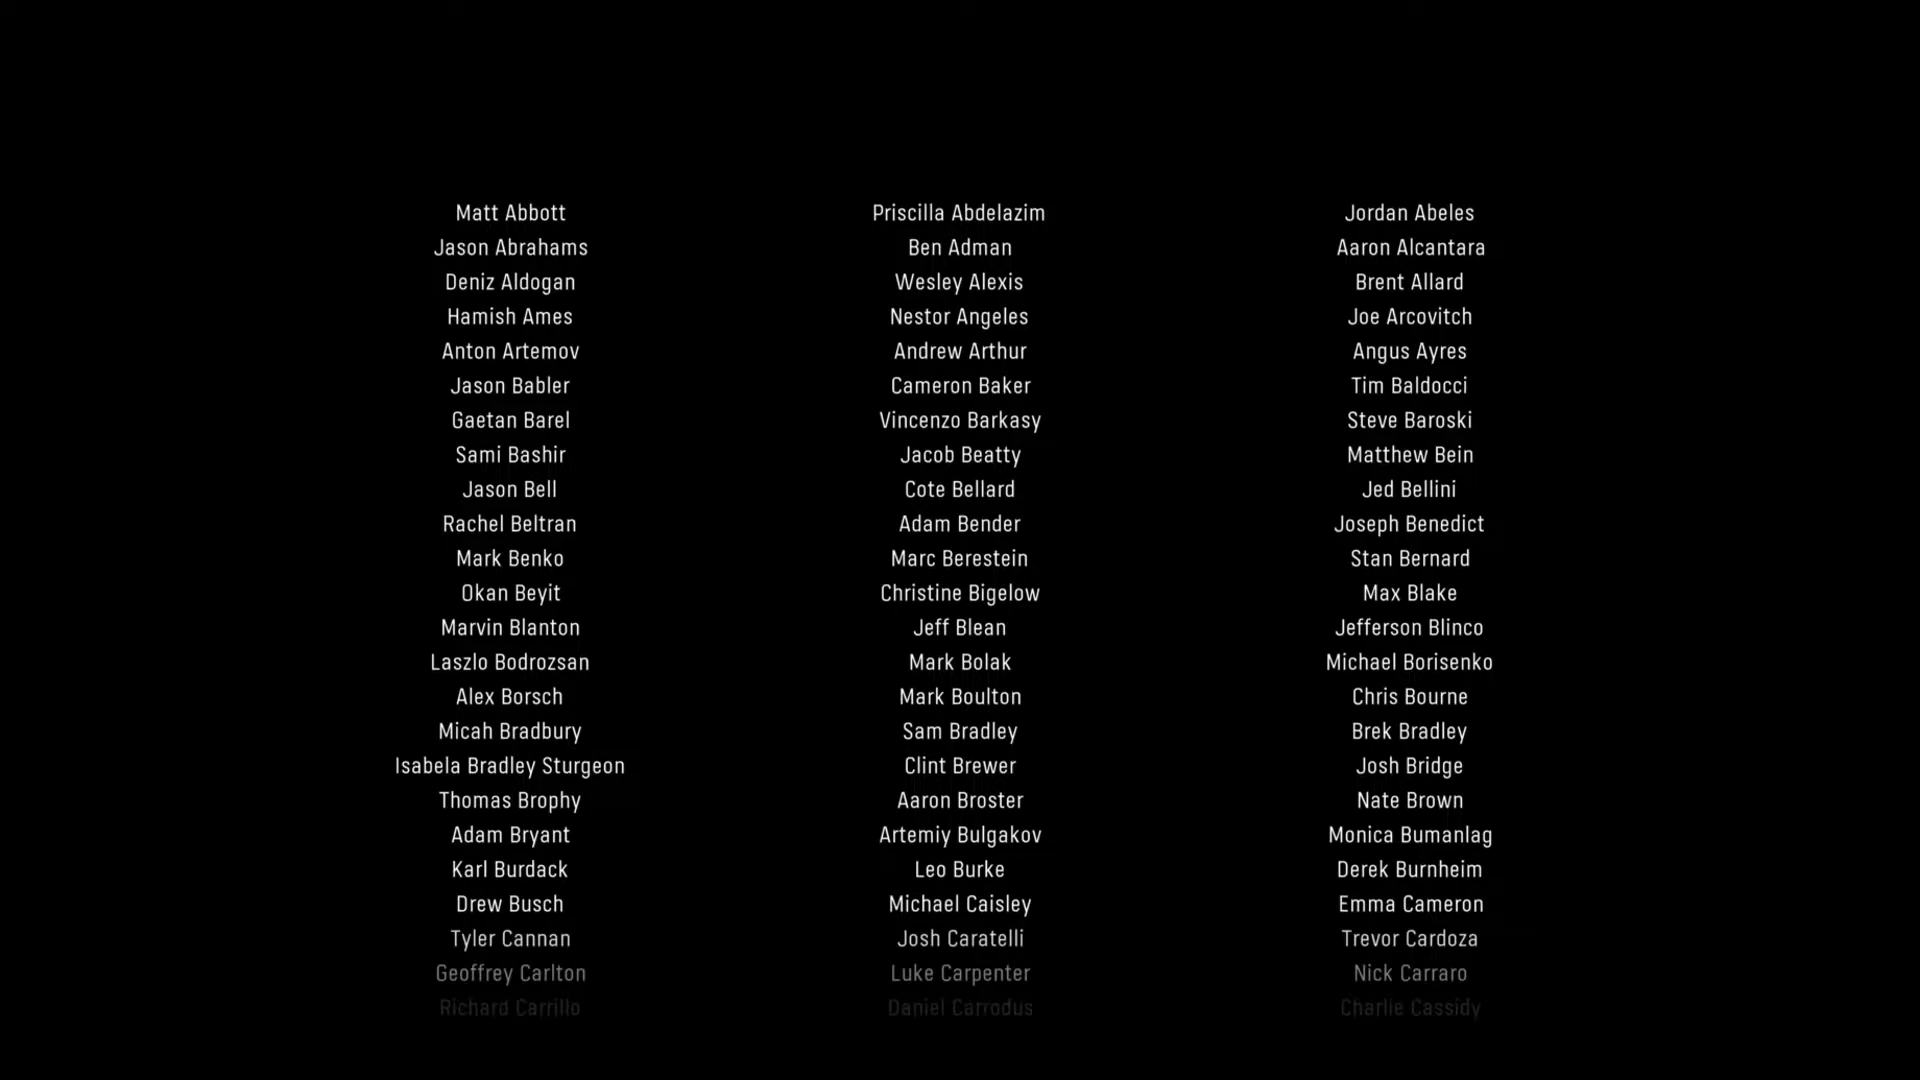 Matt Abbott Priscilla Abdelazim Jordan Abeles
Jason Abrahams Ben Adman Aaron Alcantara
Deniz Aldogan Wesley Alexis Brent Allard
Hamish Ames Nestor Angeles Joe Arcovitch
Anton Artemov Andrew Arthur Angus Ayres
Jason Babler Cameron Baker Tim Baldocci
Gaetan Barel Vincenzo Barkasy Steve Baroski
Sami Bashir Jacob Beatty Matthew Bein
Jason Bell Cote Bellard Jed Bellini
Rachel Beltran Adam Bender Joseph Benedict
Mark Benko Marc Berestein Stan Bernard
Okan Beyit Christine Bigelow Max Blake
Marvin Blanton Jeff Blean Jefferson Blinco
Laszlo Bodrozsan Mark Bolak Michael Borisenko
Alex Borsch Mark Boulton Chris Bourne
Micah Bradbury Sam Bradley Brek Bradley
Isabela Bradley Sturgeon Clint Brewer Josh Bridge
Thomas Brophy Aaron Broster Nate Brown
Adam Bryant Artemiy Bulgakov Monica Bumanlag
Karl Burdack Leo Burke Derek Burnheim
Drew Busch Michael Caisley Emma Cameron
Tyler Cannan Josh Caratelli Trevor Cardoza
Geoffrey Carlton Luke Carpenter Nick Carraro
Richard Carrillo Daniel Carrodus Charlie Cassidy